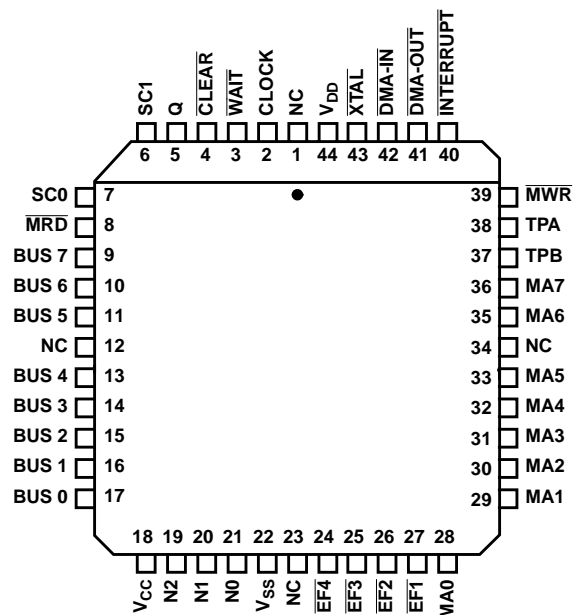 SC1 Q CLEAR WAIT CLOCK NC VDD XTAL DMA-IN DMA-OUT INTERRUPT
6 5 4 3 2 1 44 43 42 41 40
SC0 7 39 MWR
MRD 8 38 TPA
BUS 7 9 37 TPB
BUS 6 10 36 MA7
BUS 5 11 35 MA6
NC 12 34 NC
BUS 4 13 33 MA5
BUS 3 14 32 MA4
BUS 2 15 31 MA3
BUS 1 16 30 MA2
BUS 0 17 29 MA1
18 19 20 21 22 23 24 25 26 27 28
VCC N2 N1 N0 VSS NC EF4 EF3 EF2 EF1 MA0